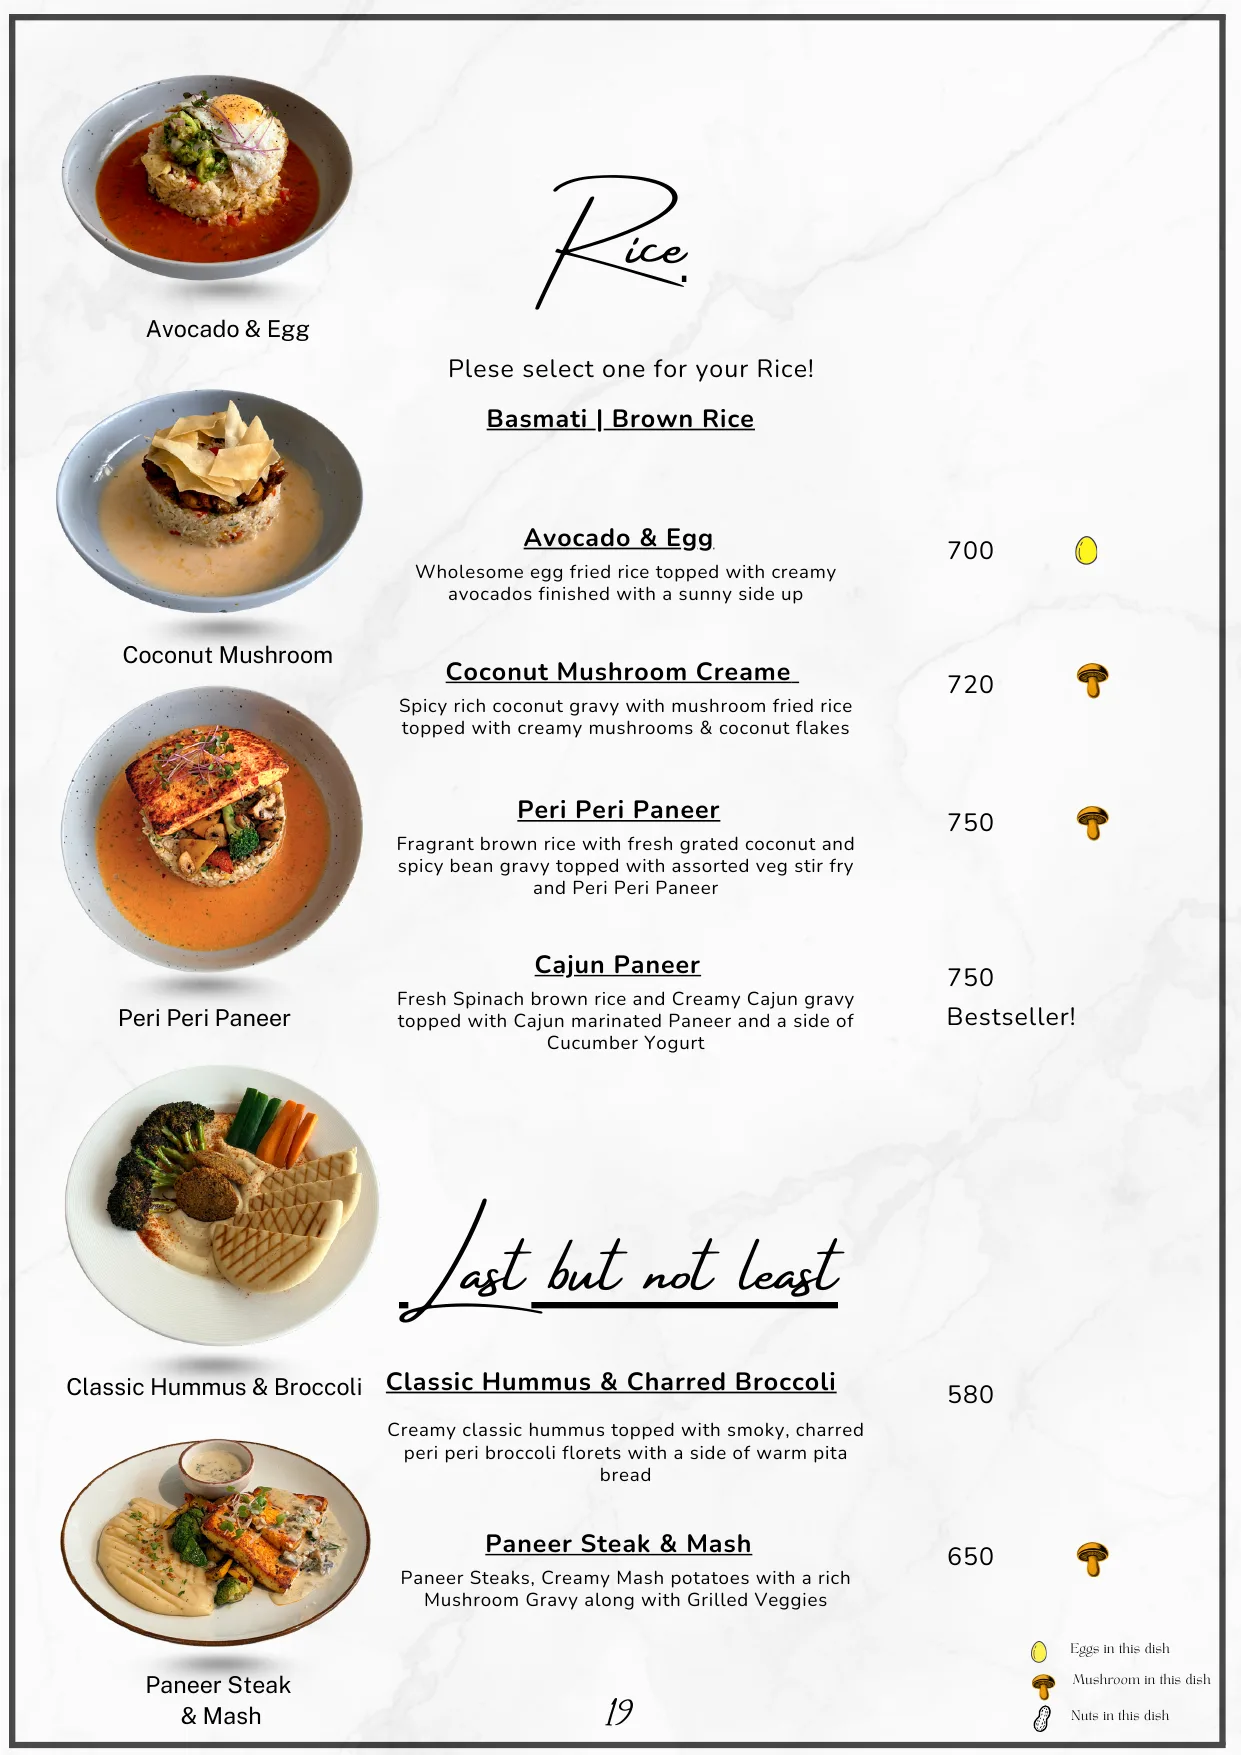 Avocado & Egg
Coconut Mushroom
Peri Peri Paneer
Classic Hummus & Broccoli
Paneer Steak
& Mash
Rice.
Plese select one for your Rice!
Basmati | Brown Rice
Avocado & Egg
700
Wholesome egg fried rice topped with creamy
avocados finished with a sunny side up
Coconut Mushroom Creame
720
Spicy rich coconut gravy with mushroom fried rice
topped with creamy mushrooms & coconut flakes
Peri Peri Paneer
750
Fragrant brown rice with fresh grated coconut and
spicy bean gravy topped with assorted veg stir fry
and Peri Peri Paneer
Cajun Paneer
750
Bestseller!
Fresh Spinach brown rice and Creamy Cajun gravy
topped with Cajun marinated Paneer and a side of
Cucumber Yogurt
Last but not least
Classic Hummus & Charred Broccoli
580
Creamy classic hummus topped with smoky, charred
peri peri broccoli florets with a side of warm pita
bread
Paneer Steak & Mash
650
Paneer Steaks, Creamy Mash potatoes with a rich
Mushroom Gravy along with Grilled Veggies
Eggs in this dish
Mushroom in this dish
Nuts in this dish
19